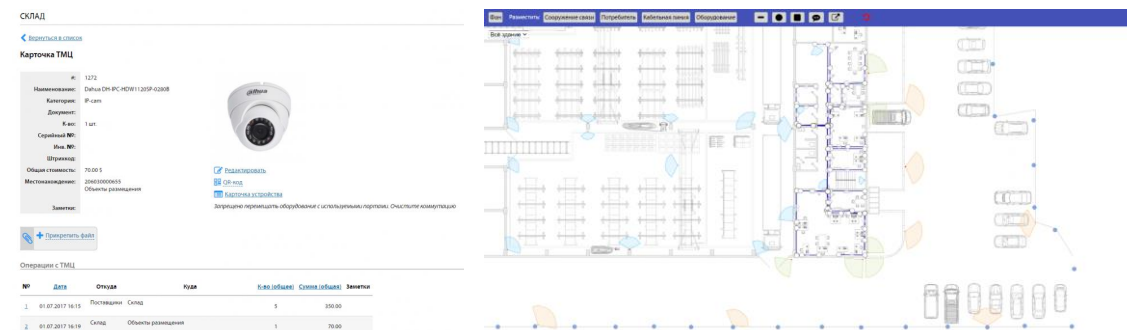 СКЛАД
Вернуться в список
Карточка ТМЦ
#: 1272
Наименование: Dahua DH-IPC-HDW1120SP-0280B
Категория: IP-cam
Документ:
К-во: 1 шт.
Серийный №:
Инв. №:
Штрихкод:
Общая стоимость: 70.00 $
Местонахождение: 206030000655
Объекты размещения
Заметки:
alhua
Редактировать
QR-код
Карточка устройства
Запрещено перемещать оборудование с используемыми портами. Очистите коммутацию
Прикрепить файл
Операции с ТМЦ
№ Дата Откуда Куда К-во (общее) Сумма (общая) Заметки
1 01.07.2017 16:15 Поставщики Склад 5 350.00
2 01.07.2017 16:19 Склад Объекты размещения 1 70.00
Фон Разместить: Сооружение связи Потребитель Кабельная линия Оборудование
Всё здание